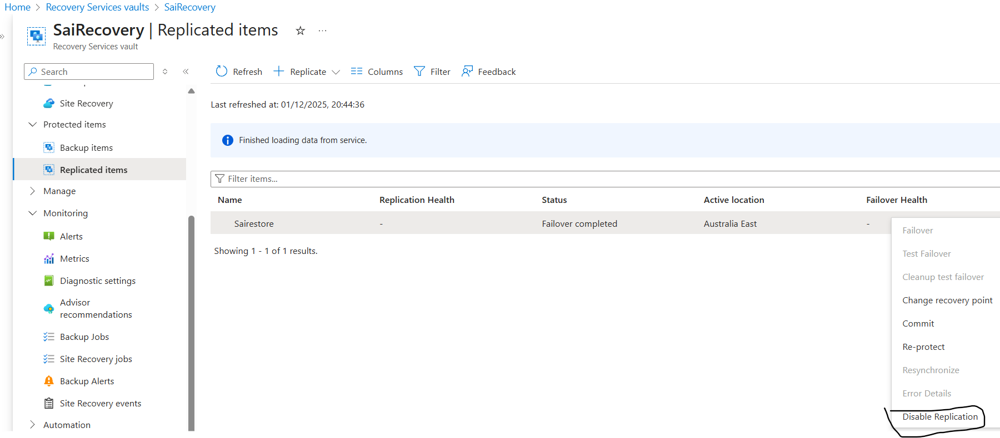 Home > Recovery Services vaults > SaiRecovery
SaiRecovery | Replicated items
Recovery Services vault
Search
Refresh
Replicate
Columns
Filter
Feedback
Site Recovery
Protected items
Backup items
Replicated items
Manage
Monitoring
Alerts
Metrics
Diagnostic settings
Advisor
recommendations
Backup Jobs
Site Recovery jobs
Backup Alerts
Site Recovery events
Automation
Last refreshed at: 01/12/2025, 20:44:36
Finished loading data from service.
Filter items...
Name Replication Health Status Active location Failover Health
Sairestore - Failover completed Australia East -
Showing 1 - 1 of 1 results.
Failover
Test Failover
Cleanup test failover
Change recovery point
Commit
Re-protect
Resynchronize
Error Details
Disable Replication